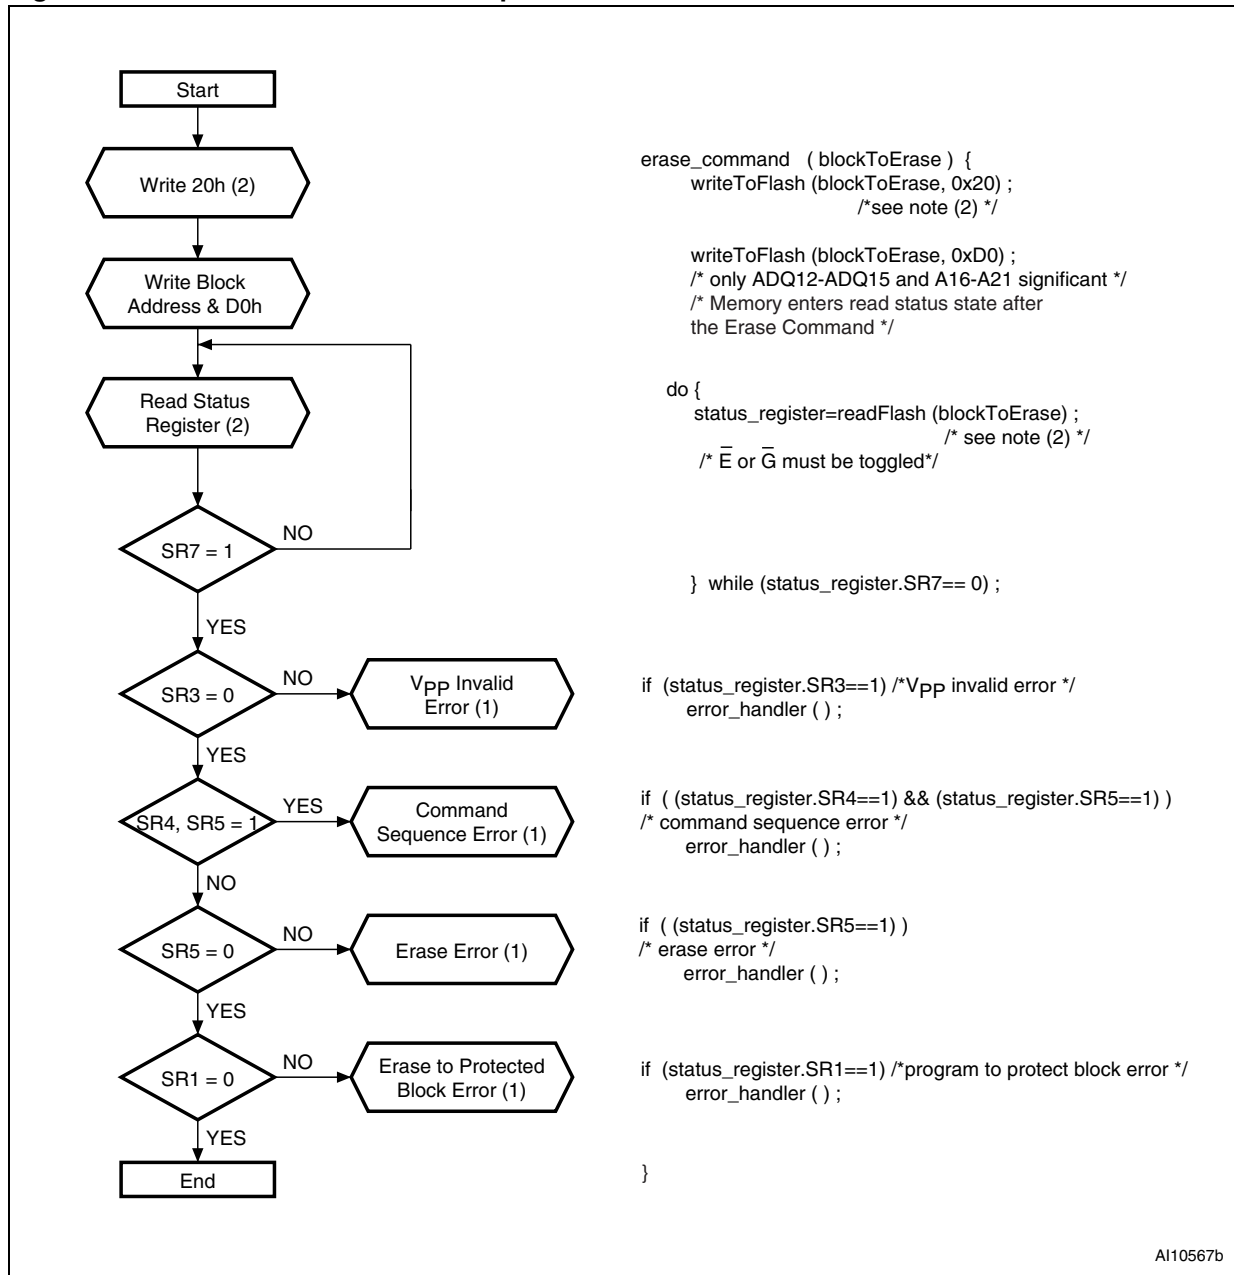 Start
Write 20h (2)
Write Block
Address & D0h
Read Status
Register (2)
SR7 = 1
NO
YES
SR3 = 0
NO
VPP Invalid
Error (1)
YES
SR4, SR5 = 1
YES
Command
Sequence Error (1)
NO
SR5 = 0
NO
Erase Error (1)
YES
SR1 = 0
NO
Erase to Protected
Block Error (1)
YES
End
erase_command ( blockToErase ) {
writeToFlash (blockToErase, 0x20) ;
/*see note (2) */
writeToFlash (blockToErase, 0xD0) ;
/* only ADQ12-ADQ15 and A16-A21 significant */
/* Memory enters read status state after
the Erase Command */
do {
status_register=readFlash (blockToErase) ;
/* see note (2) */
/* E̅ or G̅ must be toggled*/
} while (status_register.SR7== 0) ;
if (status_register.SR3==1) /*VPP invalid error */
error_handler ( ) ;
if ( (status_register.SR4==1) && (status_register.SR5==1) )
/* command sequence error */
error_handler ( ) ;
if ( (status_register.SR5==1) )
/* erase error */
error_handler ( ) ;
if (status_register.SR1==1) /*program to protect block error */
error_handler ( ) ;
}
AI10567b